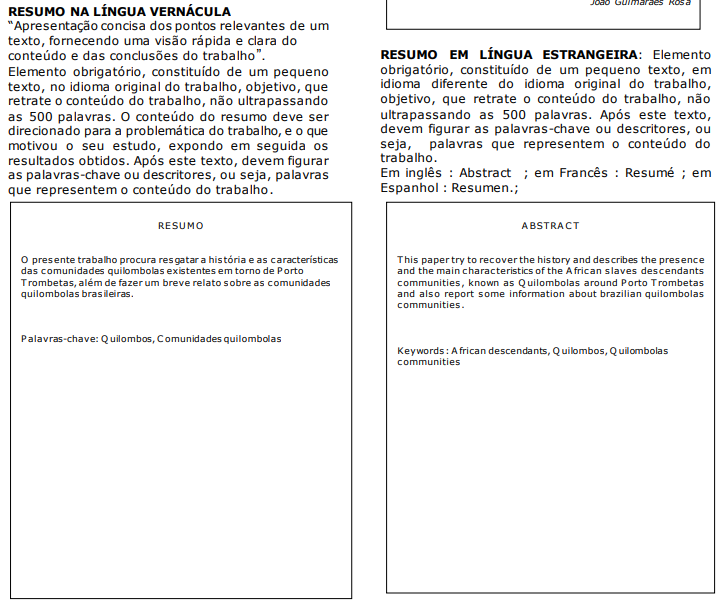 RESUMO NA LÍNGUA VERNÁCULA
“Apresentação concisa dos pontos relevantes de um
texto, fornecendo uma visão rápida e clara do
conteúdo e das conclusões do trabalho”.
Elemento obrigatório, constituído de um pequeno
texto, no idioma original do trabalho, objetivo, que
retrate o conteúdo do trabalho, não ultrapassando
as 500 palavras. O conteúdo do resumo deve ser
direcionado para a problemática do trabalho, e o que
motivou o seu estudo, expondo em seguida os
resultados obtidos. Após este texto, devem figurar
as palavras-chave ou descritores, ou seja, palavras
que representem o conteúdo do trabalho.
RESUMO
O presente trabalho procura resgatar a história e as características
das comunidades quilombolas existentes em torno de Porto
Trombetas, além de fazer um breve relato sobre as comunidades
quilombolas brasileiras.
Palavras-chave: Quilombos, Comunidades quilombolas
João Guimarães Rosa
RESUMO EM LÍNGUA ESTRANGEIRA: Elemento
obrigatório, constituído de um pequeno texto, em
idioma diferente do idioma original do trabalho,
objetivo, que retrate o conteúdo do trabalho, não
ultrapassando as 500 palavras. Após este texto,
devem figurar as palavras-chave ou descritores, ou
seja, palavras que representem o conteúdo do
trabalho.
Em inglês : Abstract ; em Francês : Resumé ; em
Espanhol : Resumen.;
ABSTRACT
This paper try to recover the history and describes the presence
and the main characteristics of the African slaves descendants
communities, known as Quilombolas around Porto Trombetas
and also report some information about brazilian quilombolas
communities.
Keywords: African descendants, Quilombos, Quilombolas
communities